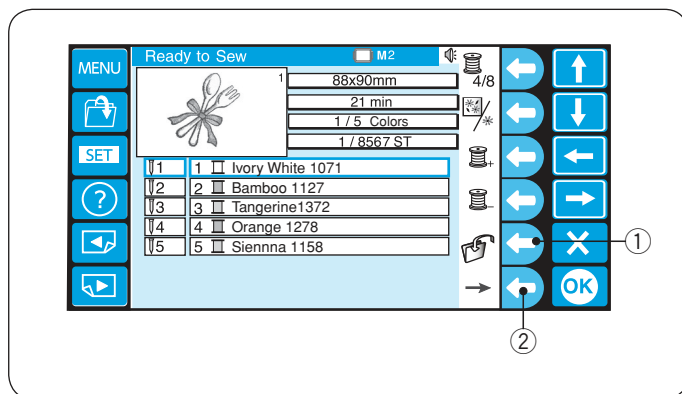 MENU
Ready to Sew
M2
1
88x90mm
4/8
21 min
1 / 5 Colors
SET
1 / 8567 ST
1 1 Ivory White 1071
2 2 Bamboo 1127
?
3 3 Tangerine1372
4 4 Orange 1278
5 5 Siennna 1158
+
−
OK
1
2